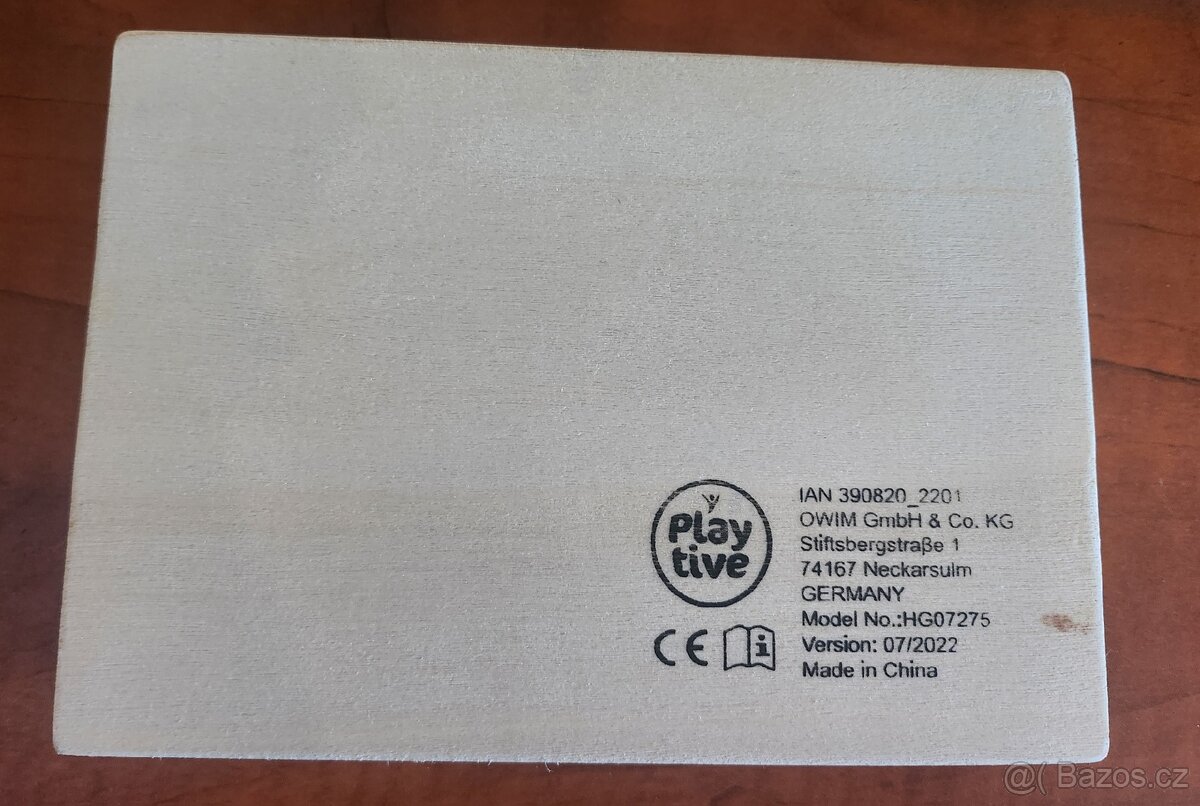 Play
tive
IAN 390820_2201
OWIM GmbH & Co. KG
Stiftsbergstraße 1
74167 Neckarsulm
GERMANY
Model No.:HG07275
Version: 07/2022
Made in China
CE
i
@( Bazos.cz